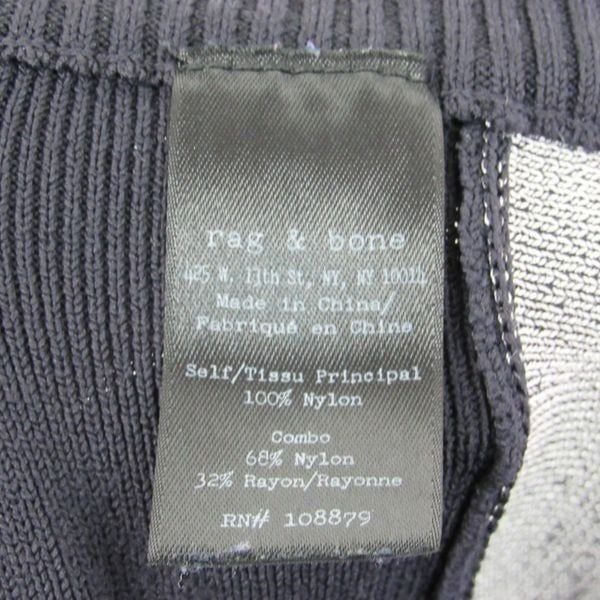 rag & bone
425 W. 13th St, NY, NY 10014
Made in China/
Fabriqué en Chine
Self/Tissu Principal
100% Nylon
Combo
68% Nylon
32% Rayon/Rayonne
RN# 108879